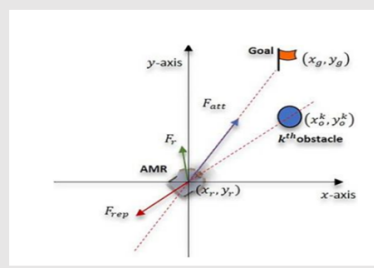 Goal
(x_g, y_g)
y-axis
F_att
(x_o^k, y_o^k)
k^th obstacle
F_r
AMR
(x_r, y_r)
x-axis
F_rep